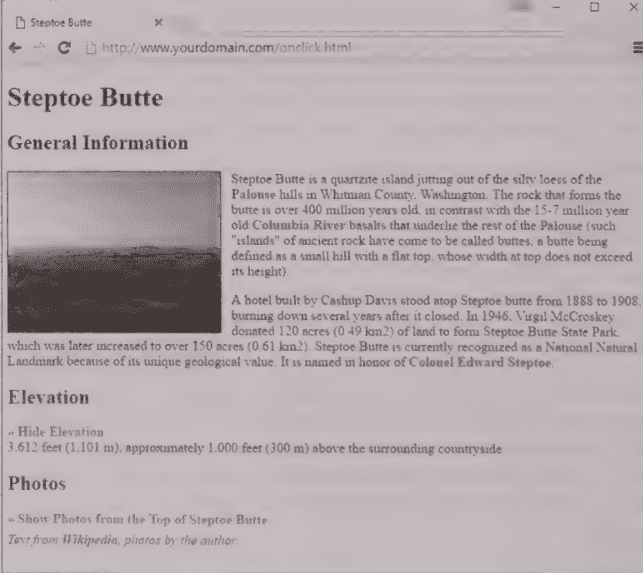 Steptoe Butte
http://www.yourdomain.com/onclick.html
Steptoe Butte
General Information
Steptoe Butte is a quartzite island jutting out of the silty loess of the
Palouse hills in Whitman County, Washington. The rock that forms the
butte is over 400 million years old, in contrast with the 15-7 million year
old Columbia River basalts that underlie the rest of the Palouse (such
"islands" of ancient rock have come to be called buttes, a butte being
defined as a small hill with a flat top, whose width at top does not exceed
its height).
A hotel built by Cashup Davis stood atop Steptoe butte from 1888 to 1908,
burning down several years after it closed. In 1946, Virgil McCroskey
donated 120 acres (0.49 km2) of land to form Steptoe Butte State Park,
which was later increased to over 150 acres (0.61 km2). Steptoe Butte is currently recognized as a National Natural
Landmark because of its unique geological value. It is named in honor of Colonel Edward Steptoe.
Elevation
» Hide Elevation
3,612 feet (1,101 m), approximately 1,000 feet (300 m) above the surrounding countryside
Photos
» Show Photos from the Top of Steptoe Butte
Text from Wikipedia, photos by the author.